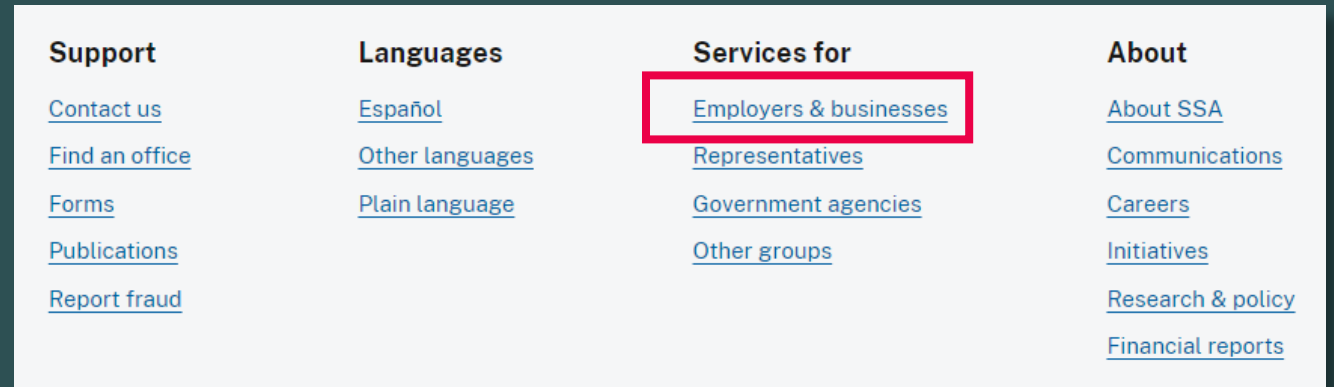 Support
Contact us
Find an office
Forms
Publications
Report fraud
Languages
Español
Other languages
Plain language
Services for
Employers & businesses
Representatives
Government agencies
Other groups
About
About SSA
Communications
Careers
Initiatives
Research & policy
Financial reports